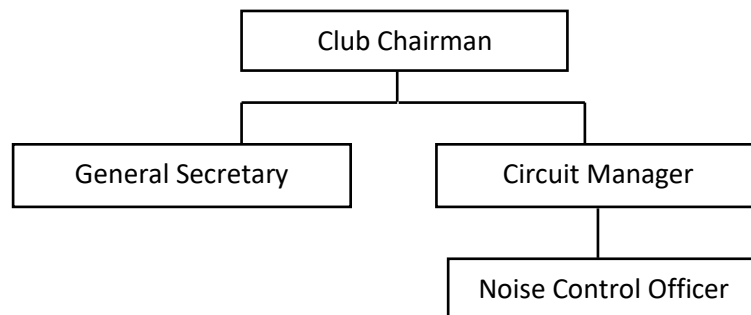 Club Chairman
General Secretary
Circuit Manager
Noise Control Officer